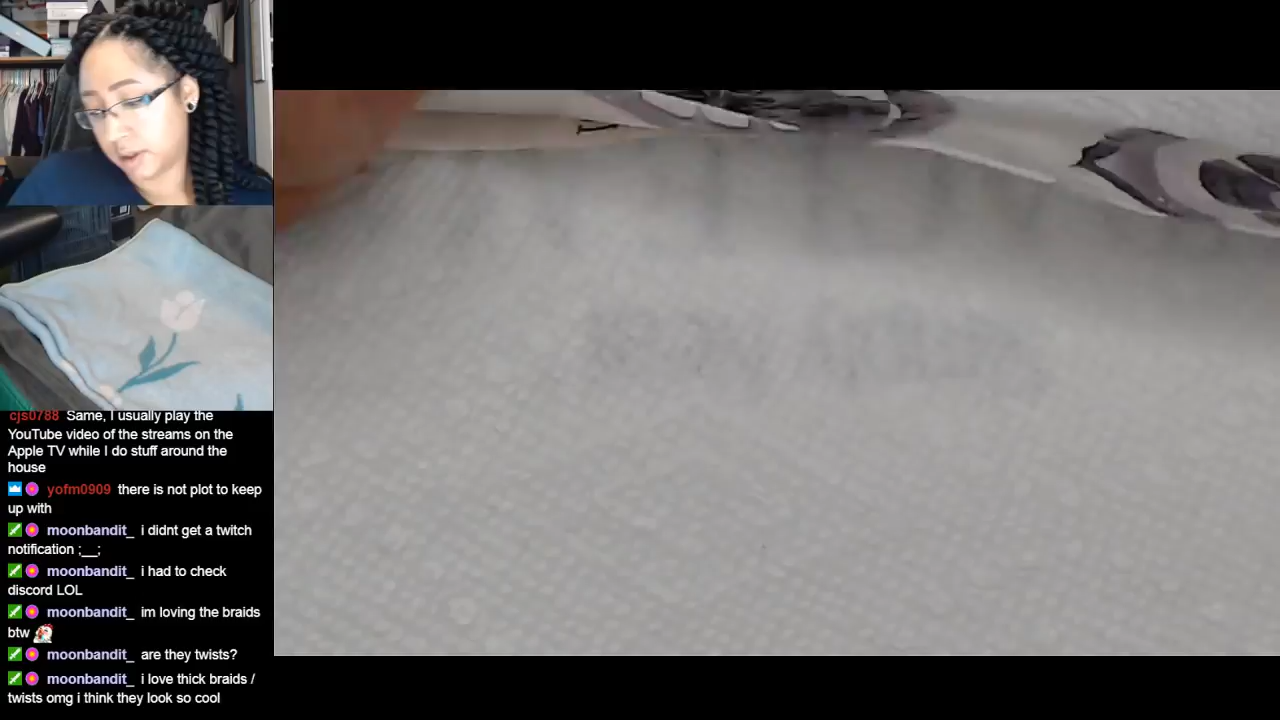 cjs0788 Same, I usually play the
YouTube video of the streams on the
Apple TV while I do stuff around the
house
yofm0909 there is not plot to keep
up with
moonbandit_ i didnt get a twitch
notification ;__;
moonbandit_ i had to check
discord LOL
moonbandit_ im loving the braids
btw
moonbandit_ are they twists?
moonbandit_ i love thick braids /
twists omg i think they look so cool